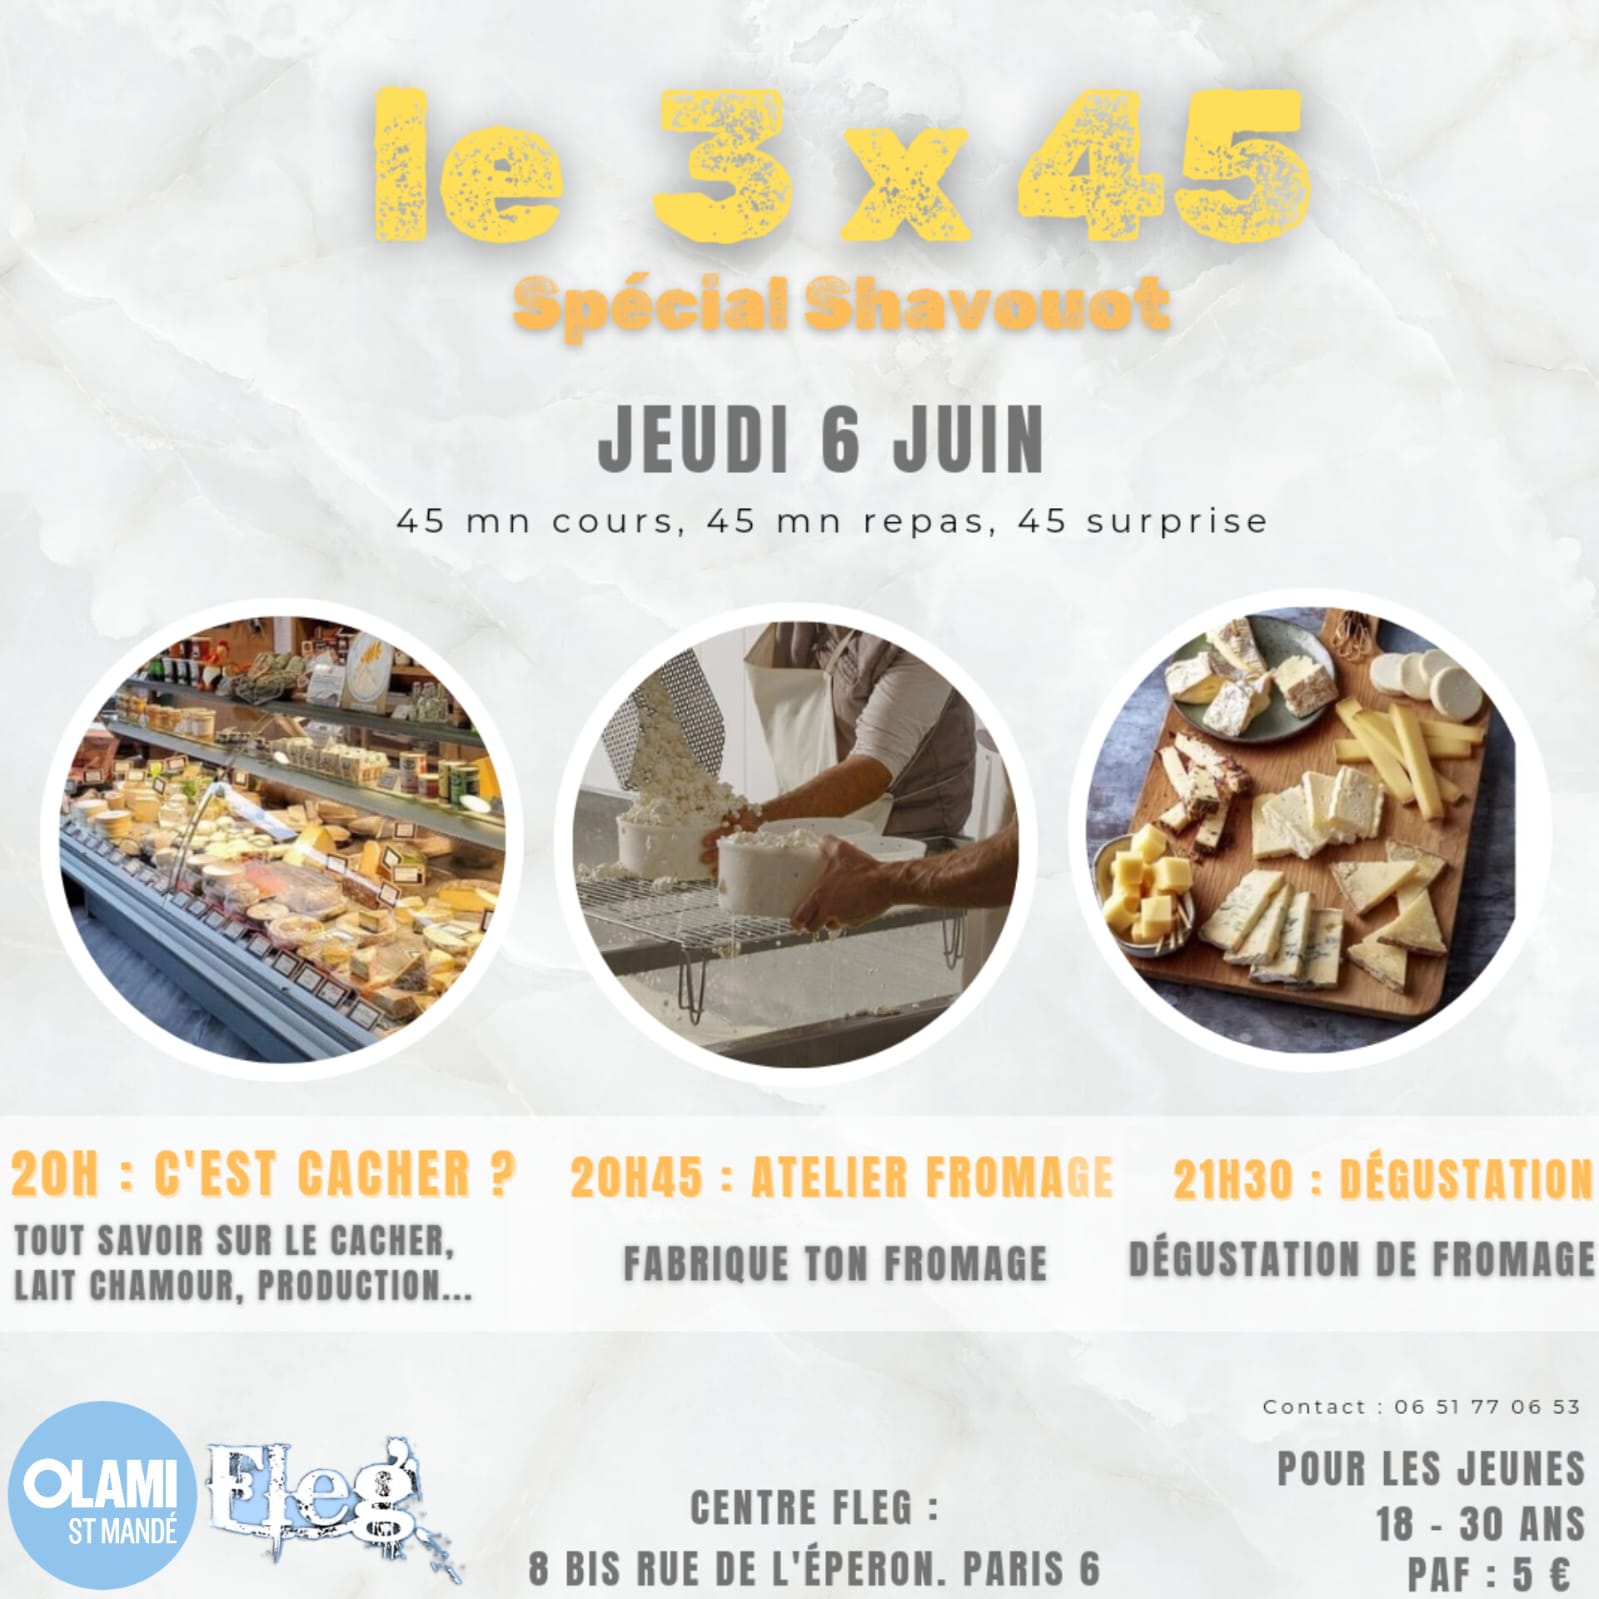 le 3 x 45
Spécial Shavouot
JEUDI 6 JUIN
45 mn cours, 45 mn repas, 45 surprise
20H : C'EST CACHER ?
TOUT SAVOIR SUR LE CACHER,
LAIT CHAMOUR, PRODUCTION...
20H45 : ATELIER FROMAGE
FABRIQUE TON FROMAGE
21H30 : DÉGUSTATION
DÉGUSTATION DE FROMAGE
OLAMI
ST MANDÉ
Fleg
CENTRE FLEG :
8 BIS RUE DE L'ÉPERON. PARIS 6
Contact : 06 51 77 06 53
POUR LES JEUNES
18 - 30 ANS
PAF : 5 €